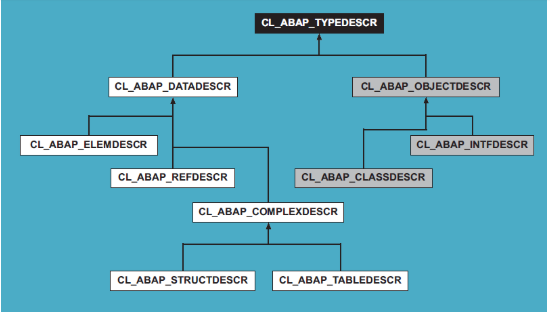 CL_ABAP_TYPEDESCR
CL_ABAP_DATADESCR
CL_ABAP_OBJECTDESCR
CL_ABAP_ELEMDESCR
CL_ABAP_INTFDESCR
CL_ABAP_REFDESCR
CL_ABAP_CLASSDESCR
CL_ABAP_COMPLEXDESCR
CL_ABAP_STRUCTDESCR
CL_ABAP_TABLEDESCR